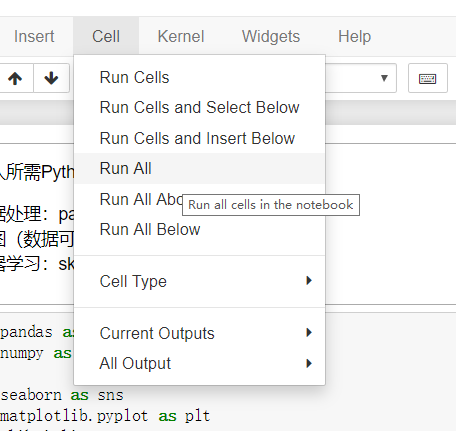 Insert Cell Kernel Widgets Help
Run Cells
Run Cells and Select Below
Run Cells and Insert Below
所需Pyth
Run All
Run All Abo
Run all cells in the notebook
处理：pa
Run All Below
图（数据可
器学习：sk
Cell Type
pandas as
Current Outputs
numpy as
All Output
seaborn as sns
matplotlib.pyplot as plt